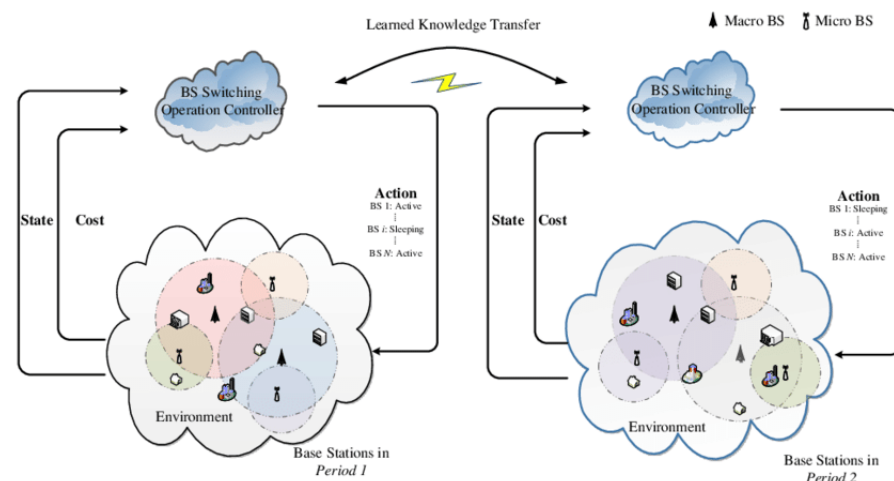 Learned Knowledge Transfer
Macro BS
Micro BS
BS Switching
Operation Controller
State
Cost
Action
BS 1: Active
BS i: Sleeping
BS N: Active
Environment
Base Stations in
Period 1
BS Switching
Operation Controller
State
Cost
Action
BS 1: Sleeping
BS i: Active
BS N: Active
Environment
Base Stations in
Period 2